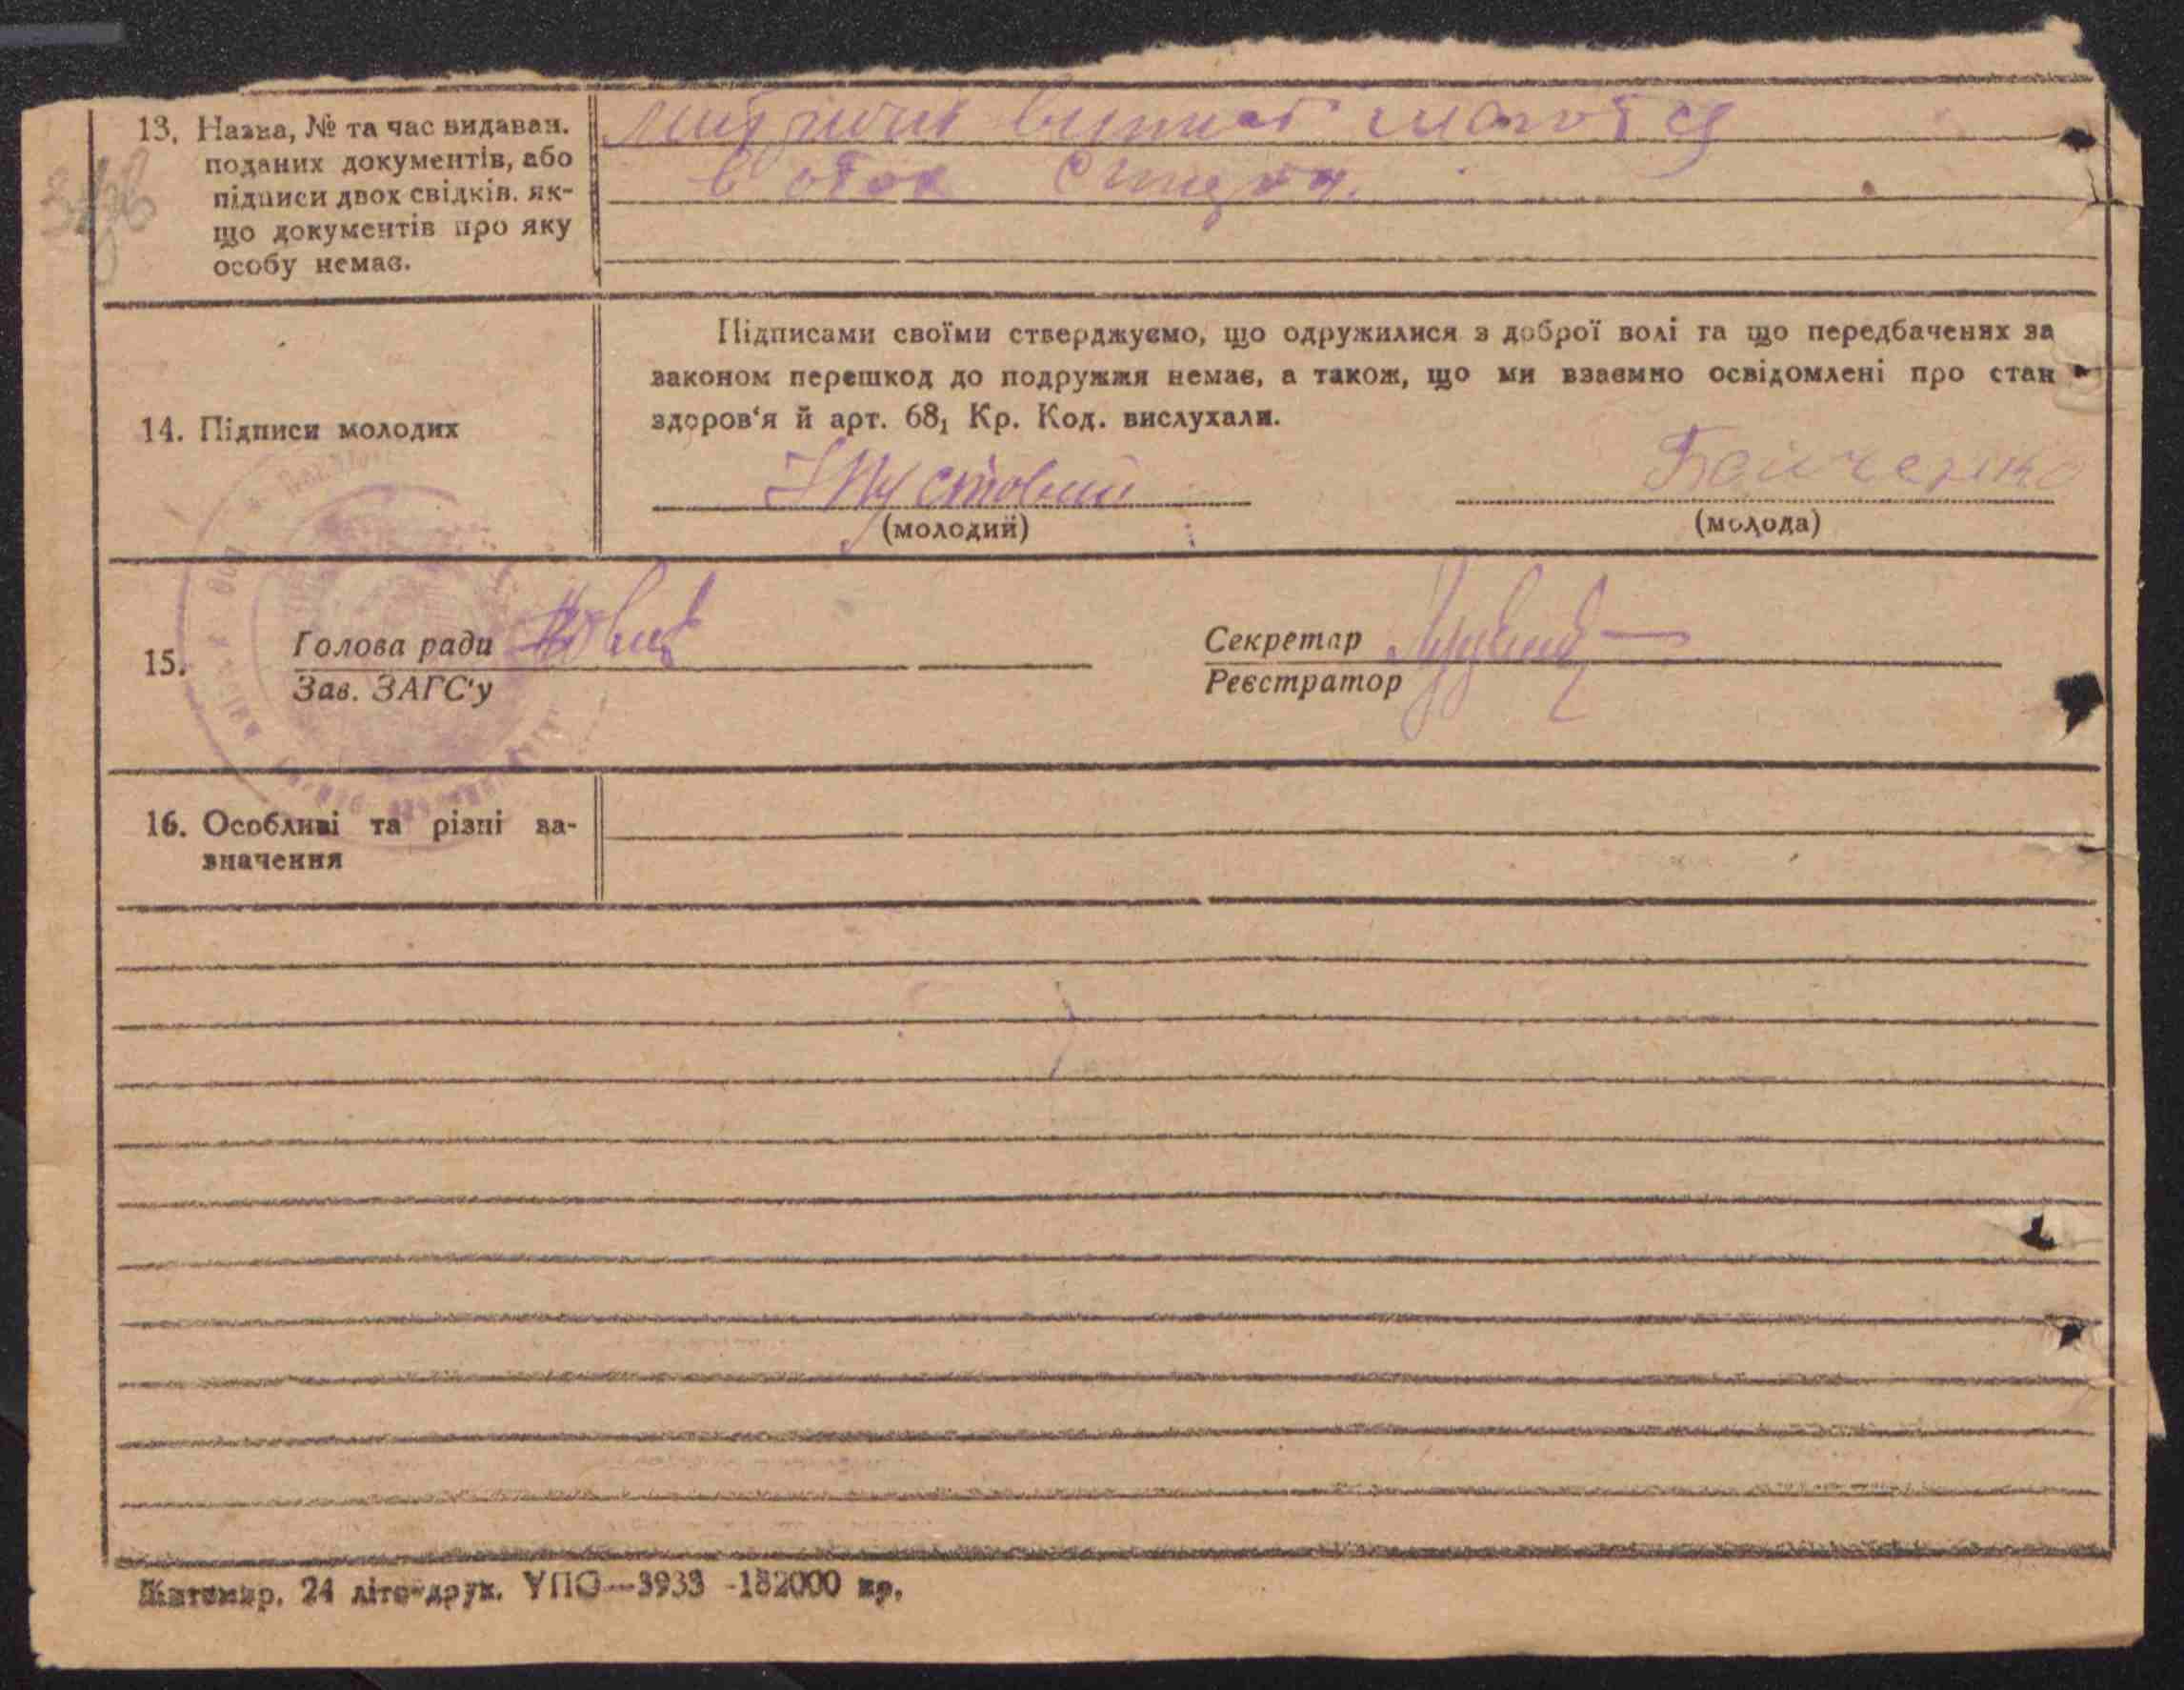 13. Назва, № та час видаван.
поданих документів, або
підписи двох свідків, як-
що документів про яку
особу немає.
маються
в
14. Підписи молодих
Підписами своїми стверджуємо, що одружилися з доброї волі та що передбачених за
законом перешкод до подружжя немає, а також, що ми взаємно освідомлені про стан
здоров'я й арт. 68₁ Кр. Код. вислухали.
Пустовий
(молодий)
(молода)
15.
Голова ради
Зав. ЗАГС'у
Секретар
Реєстратор
16. Особливі та різні за-
значення
Житомир. 24 літо-друк. УПО—3933 -182000 пр.